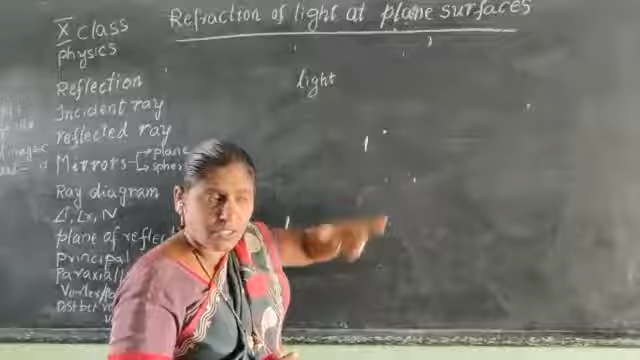 Refraction of light at plane surfaces
X class
physics
light
Reflection
Incident ray
reflected ray
Mirrors plane
Ray diagram
∠i, ∠r, N
plane of reflec
principal
Paraxial